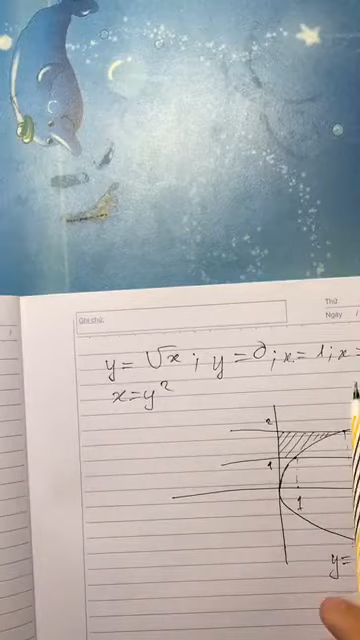 Ghi chú:
Thứ
Ngày /
y = √x ; y = 0 ; x = 1 ; x =
x = y²
2
1
1
y =